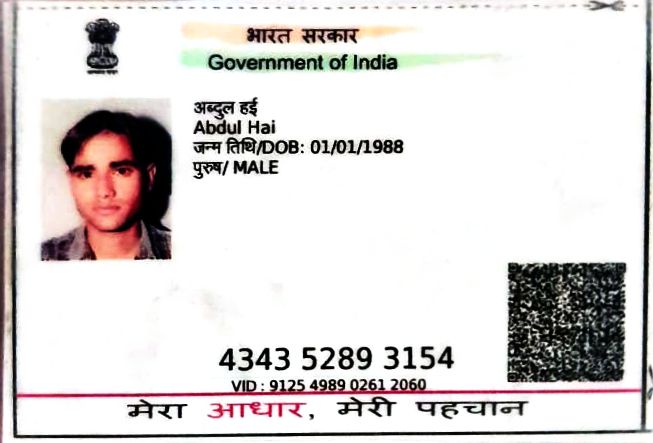 भारत सरकार
Government of India
अब्दुल हई
Abdul Hai
जन्म तिथि/DOB: 01/01/1988
पुरुष/ MALE
4343 5289 3154
VID : 9125 4989 0261 2060
मेरा आधार, मेरी पहचान